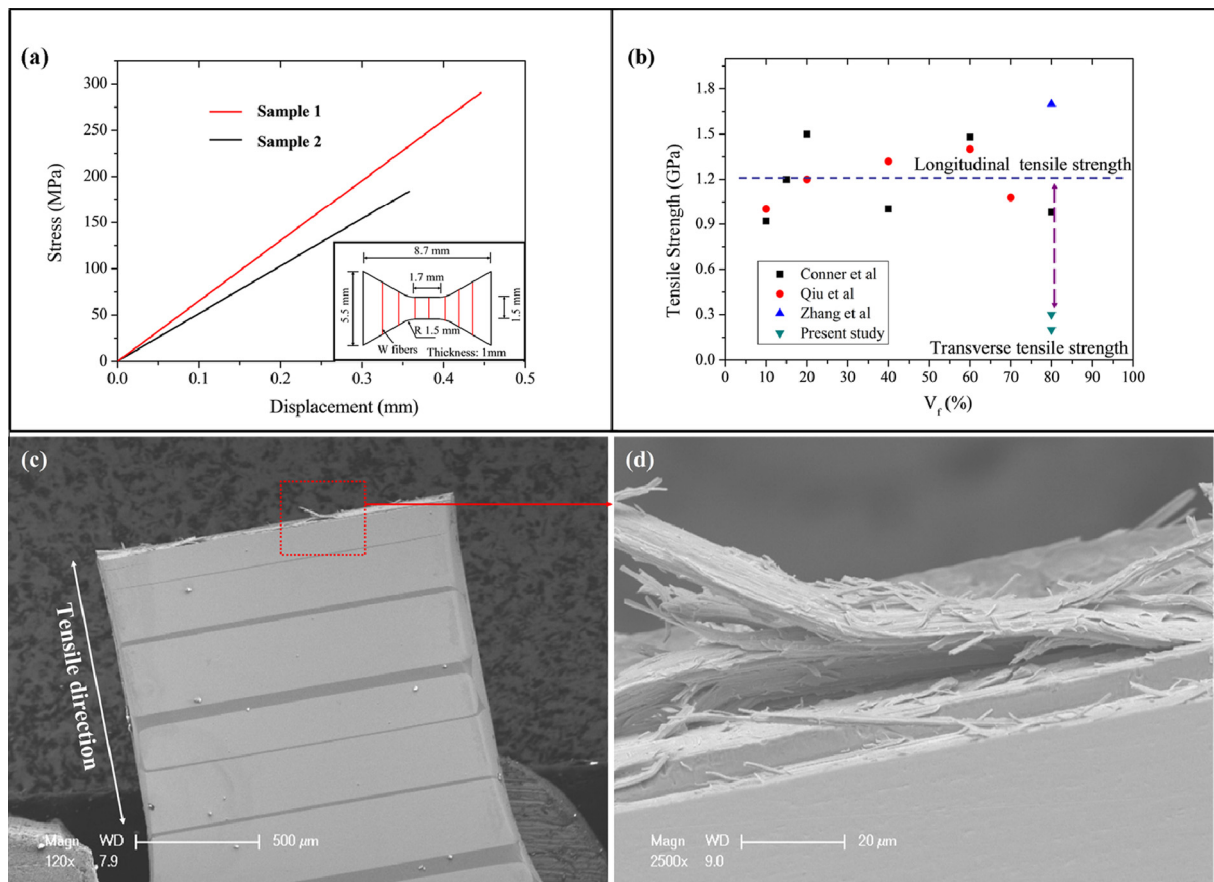 (a)
300
250
200
150
100
50
0
Stress (MPa)
Sample 1
Sample 2
8.7 mm
1.7 mm
5.5 mm
1.5 mm
R 1.5 mm
W fibers
Thickness: 1mm
0.0 0.1 0.2 0.3 0.4 0.5
Displacement (mm)
(b)
1.8
1.5
1.2
0.9
0.6
0.3
0.0
Tensile Strength (GPa)
Longitudinal tensile strength
Conner et al
Qiu et al
Zhang et al
Present study
Transverse tensile strength
0 10 20 30 40 50 60 70 80 90 100
Vf (%)
(c)
Tensile direction
Magn WD 500 μm
120x 7.9
(d)
Magn WD 20 μm
2500x 9.0